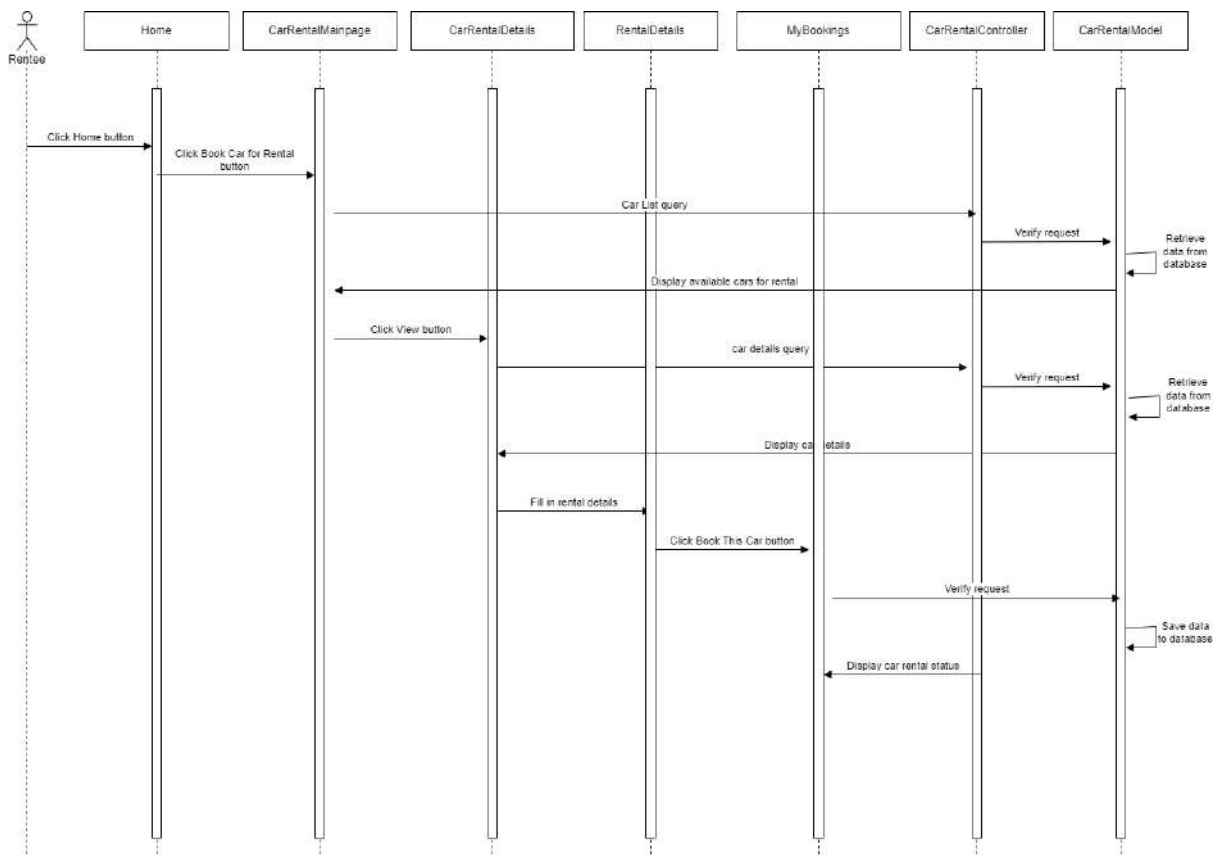 Home
CarRentalMainpage
CarRentalDetails
RentalDetails
MyBookings
CarRentalController
CarRentalModel
Rentee
Click Home button
Click Book Car for Rental
button
Car List query
Verify request
Retrieve
data from
database
Display available cars for rental
Click View button
car details query
Verify request
Retrieve
data from
database
Display car details
Fill in rental details
Click Book This Car button
Verify request
Save data
to database
Display car rental status